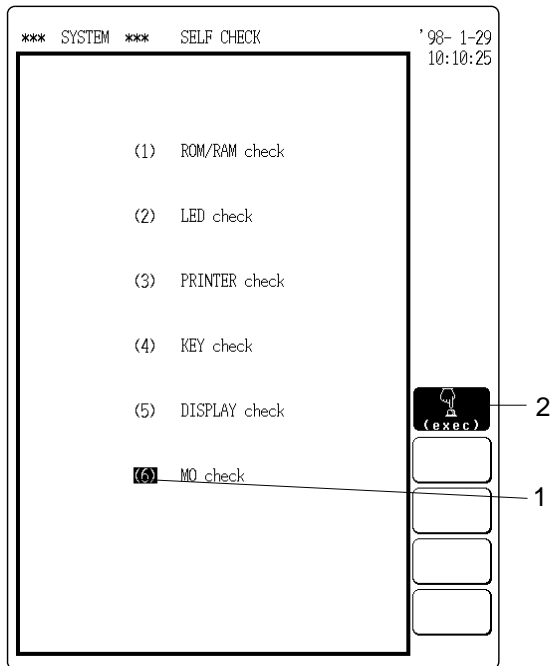 *** SYSTEM *** SELF CHECK
'98- 1-29
10:10:25
(1) ROM/RAM check
(2) LED check
(3) PRINTER check
(4) KEY check
(5) DISPLAY check
(exec)
2
(6) MO check
1